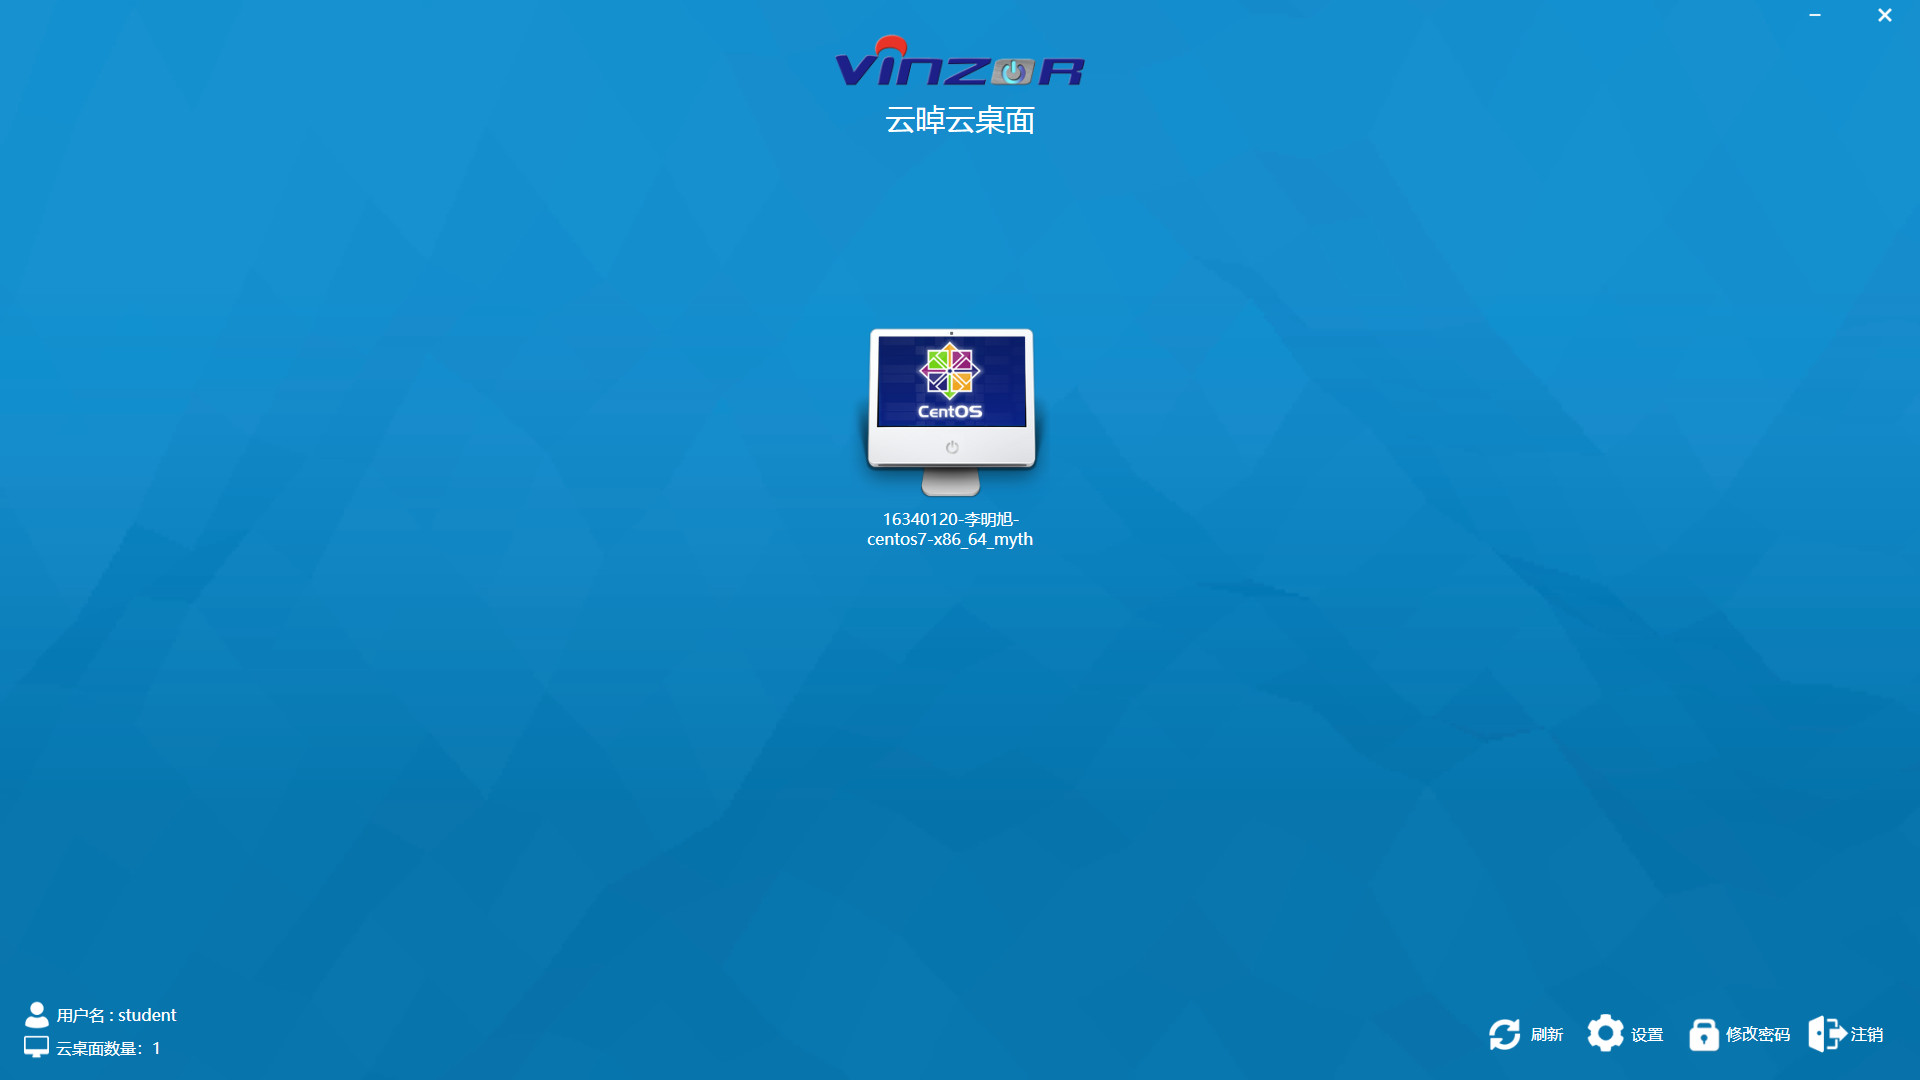 VINZOR
云晫云桌面
CentOS
16340120-李明旭-
centos7-x86_64_myth
用户名 : student
云桌面数量： 1
刷新
设置
修改密码
注销